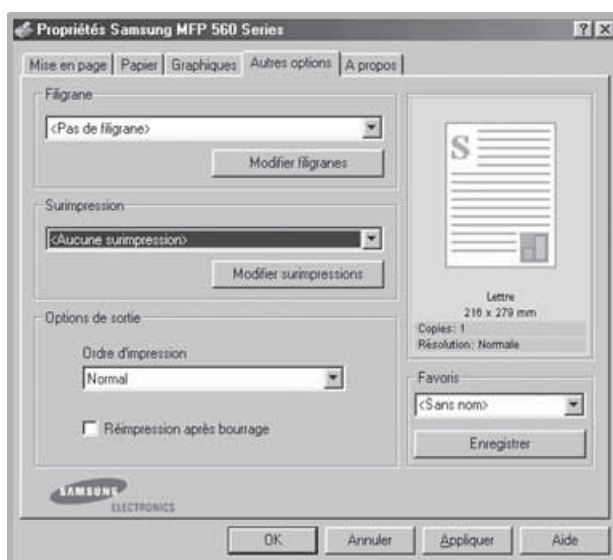 Propriétés Samsung MFP 560 Series
Mise en page
Papier
Graphiques
Autres options
A propos
Filigrane
<Pas de filigrane>
Modifier filigranes
Surimpression
<Aucune surimpression>
Modifier surimpressions
Options de sortie
Ordre d'impression
Normal
Réimpression après bourrage
S
Lettre
216 x 279 mm
Copies: 1
Résolution: Normale
Favoris
<Sans nom>
Enregistrer
SAMSUNG
ELECTRONICS
OK
Annuler
Appliquer
Aide